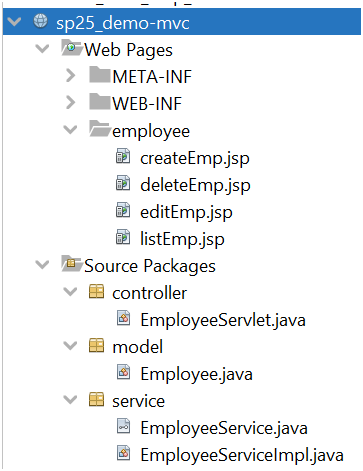 sp25_demo-mvc
Web Pages
META-INF
WEB-INF
employee
createEmp.jsp
deleteEmp.jsp
editEmp.jsp
listEmp.jsp
Source Packages
controller
EmployeeServlet.java
model
Employee.java
service
EmployeeService.java
EmployeeServiceImpl.java